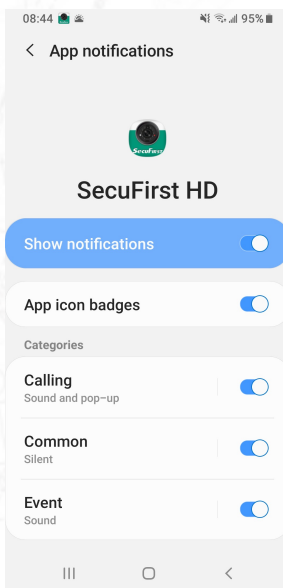 08:44 95%
App notifications
SecuFirst
SecuFirst HD
Show notifications
App icon badges
Categories
Calling
Sound and pop-up
Common
Silent
Event
Sound